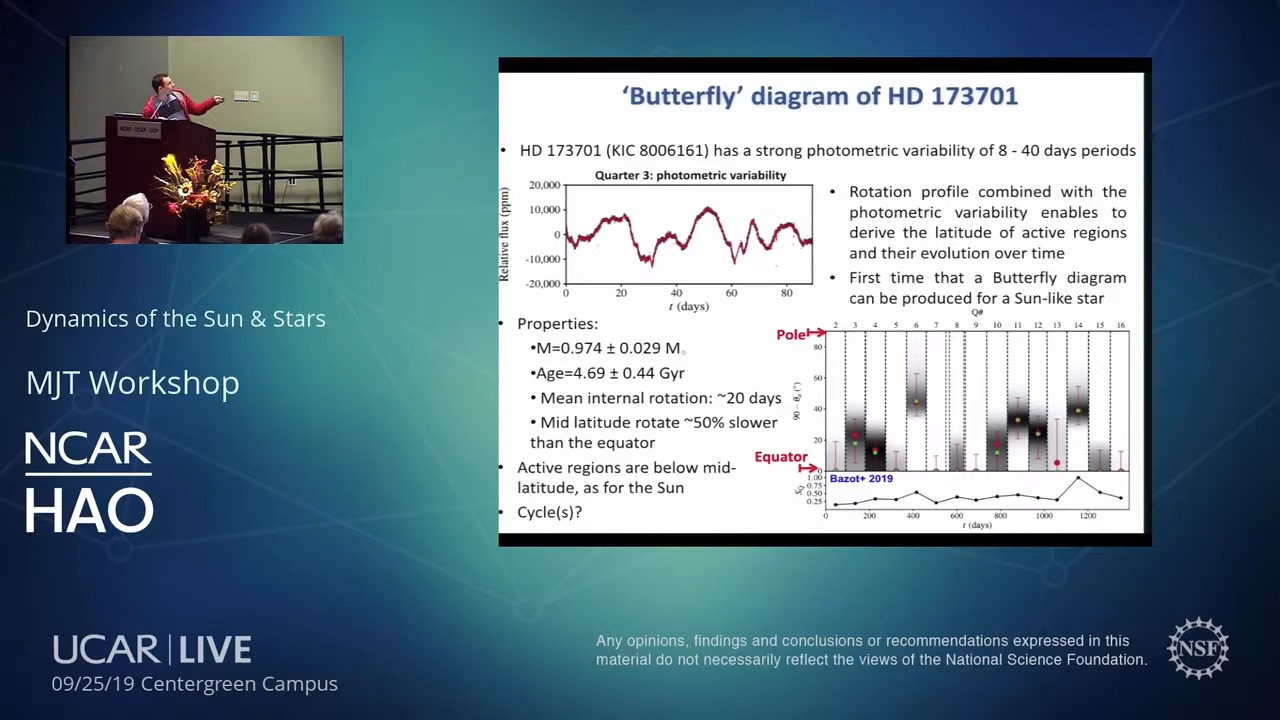 'Butterfly' diagram of HD 173701
• HD 173701 (KIC 8006161) has a strong photometric variability of 8 - 40 days periods
Quarter 3: photometric variability
Relative flux (ppm)
20,000
10,000
0
-10,000
-20,000
0 20 40 60 80
t (days)
• Rotation profile combined with the
photometric variability enables to
derive the latitude of active regions
and their evolution over time
• First time that a Butterfly diagram
can be produced for a Sun-like star
• Properties:
•M=0.974 ± 0.029 M
•Age=4.69 ± 0.44 Gyr
• Mean internal rotation: ~20 days
• Mid latitude rotate ~50% slower
than the equator
• Active regions are below mid-
latitude, as for the Sun
• Cycle(s)?
Q#
2 3 4 5 6 7 8 9 10 11 12 13 14 15 16
Pole
80
60
40
20
0
Equator
Bazot+ 2019
1.00
0.75
0.50
0.25
0 200 400 600 800 1000 1200
t (days)
Dynamics of the Sun & Stars
MJT Workshop
NCAR
HAO
UCAR | LIVE
09/25/19 Centergreen Campus
Any opinions, findings and conclusions or recommendations expressed in this
material do not necessarily reflect the views of the National Science Foundation.
NSF